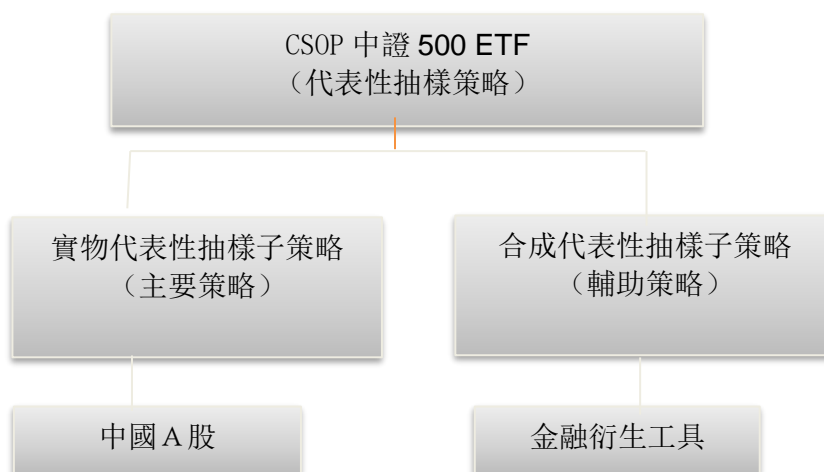 CSOP 中證 500 ETF
（代表性抽樣策略）
實物代表性抽樣子策略
（主要策略）
合成代表性抽樣子策略
（輔助策略）
中國A股
金融衍生工具